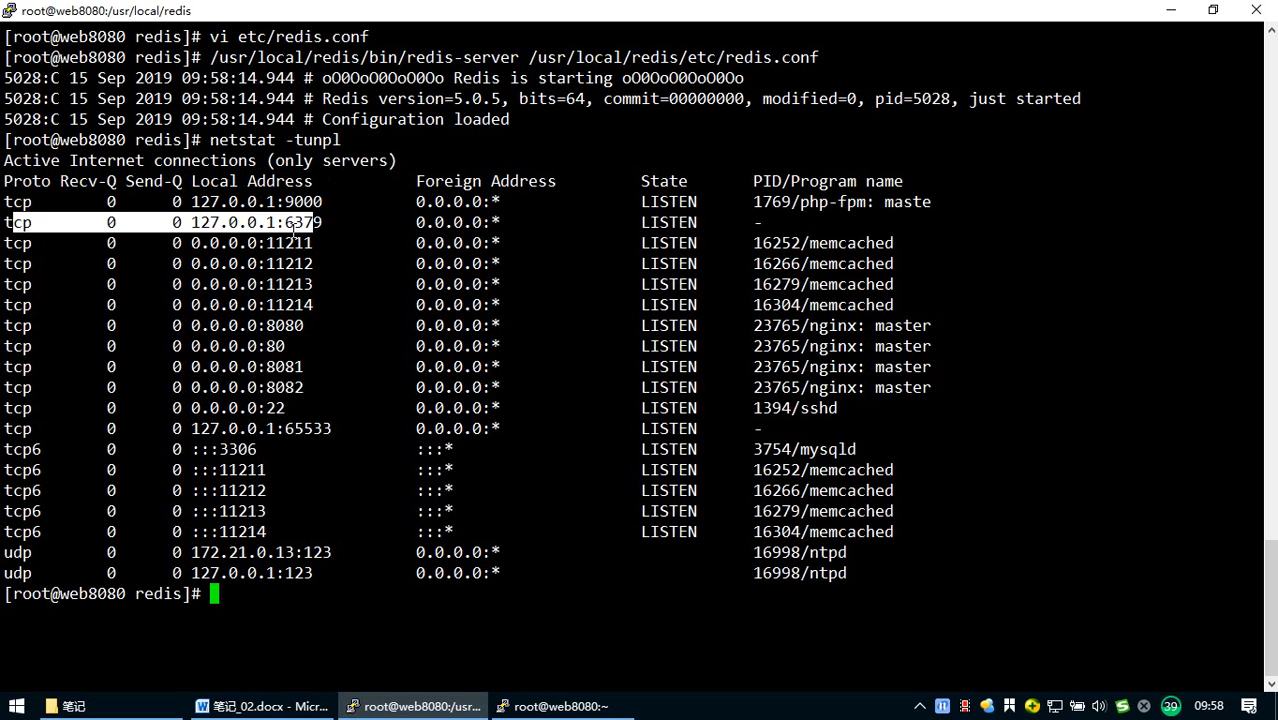 root@web8080:/usr/local/redis
[root@web8080 redis]# vi etc/redis.conf
[root@web8080 redis]# /usr/local/redis/bin/redis-server /usr/local/redis/etc/redis.conf
5028:C 15 Sep 2019 09:58:14.944 # oO0OoO0OoO0Oo Redis is starting oO0OoO0OoO0Oo
5028:C 15 Sep 2019 09:58:14.944 # Redis version=5.0.5, bits=64, commit=00000000, modified=0, pid=5028, just started
5028:C 15 Sep 2019 09:58:14.944 # Configuration loaded
[root@web8080 redis]# netstat -tunpl
Active Internet connections (only servers)
Proto Recv-Q Send-Q Local Address Foreign Address State PID/Program name
tcp 0 0 127.0.0.1:9000 0.0.0.0:* LISTEN 1769/php-fpm: maste
tcp 0 0 127.0.0.1:6379 0.0.0.0:* LISTEN -
tcp 0 0 0.0.0.0:11211 0.0.0.0:* LISTEN 16252/memcached
tcp 0 0 0.0.0.0:11212 0.0.0.0:* LISTEN 16266/memcached
tcp 0 0 0.0.0.0:11213 0.0.0.0:* LISTEN 16279/memcached
tcp 0 0 0.0.0.0:11214 0.0.0.0:* LISTEN 16304/memcached
tcp 0 0 0.0.0.0:8080 0.0.0.0:* LISTEN 23765/nginx: master
tcp 0 0 0.0.0.0:80 0.0.0.0:* LISTEN 23765/nginx: master
tcp 0 0 0.0.0.0:8081 0.0.0.0:* LISTEN 23765/nginx: master
tcp 0 0 0.0.0.0:8082 0.0.0.0:* LISTEN 23765/nginx: master
tcp 0 0 0.0.0.0:22 0.0.0.0:* LISTEN 1394/sshd
tcp 0 0 127.0.0.1:65533 0.0.0.0:* LISTEN -
tcp6 0 0 :::3306 :::* LISTEN 3754/mysqld
tcp6 0 0 :::11211 :::* LISTEN 16252/memcached
tcp6 0 0 :::11212 :::* LISTEN 16266/memcached
tcp6 0 0 :::11213 :::* LISTEN 16279/memcached
tcp6 0 0 :::11214 :::* LISTEN 16304/memcached
udp 0 0 172.21.0.13:123 0.0.0.0:* 16998/ntpd
udp 0 0 127.0.0.1:123 0.0.0.0:* 16998/ntpd
[root@web8080 redis]#
笔记 笔记_02.docx - Micr... root@web8080:/usr... root@web8080:~ 39 09:58